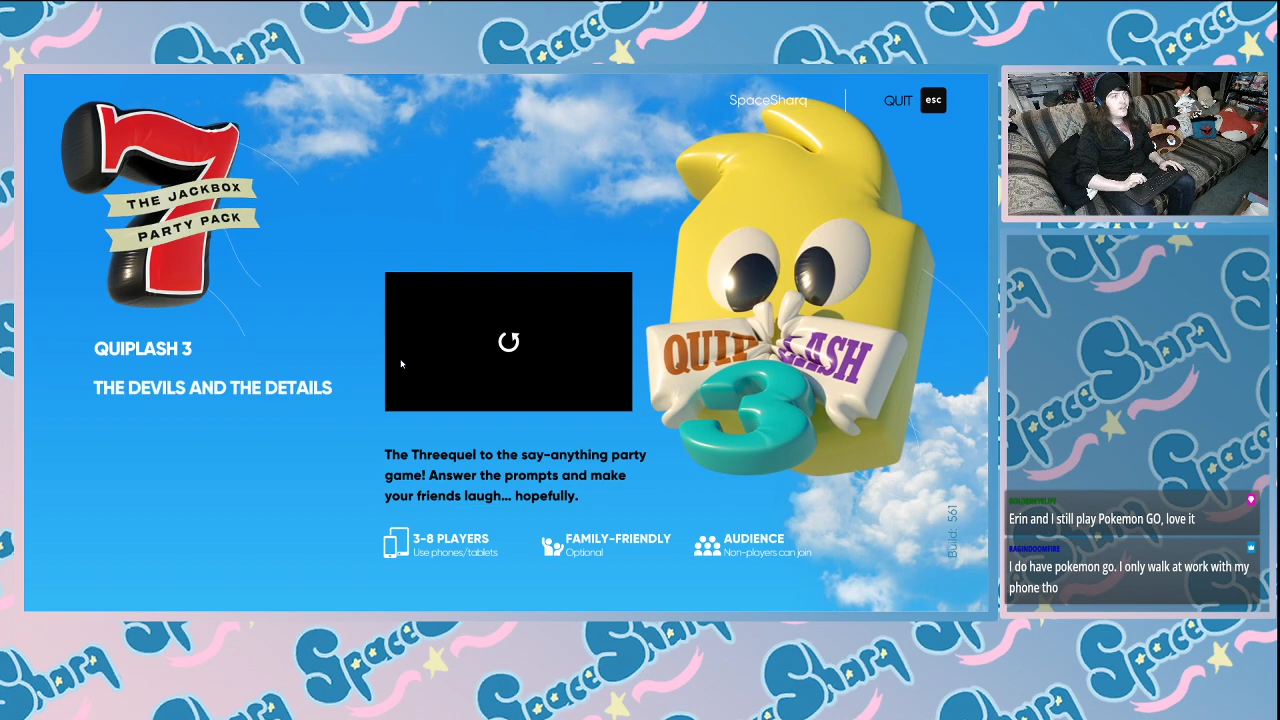 SpaceSharq
QUIT esc
THE JACKBOX
PARTY PACK
7
QUIPLASH 3
THE DEVILS AND THE DETAILS
QUIPLASH
3
The Threequel to the say-anything party
game! Answer the prompts and make
your friends laugh... hopefully.
3-8 PLAYERS
Use phones/tablets
FAMILY-FRIENDLY
Optional
AUDIENCE
Non-players can join
Build: 561
Erin and I still play Pokemon GO, love it
RAGINDOOMFIRE
I do have pokemon go. I only walk at work with my
phone tho
SpaceSharq